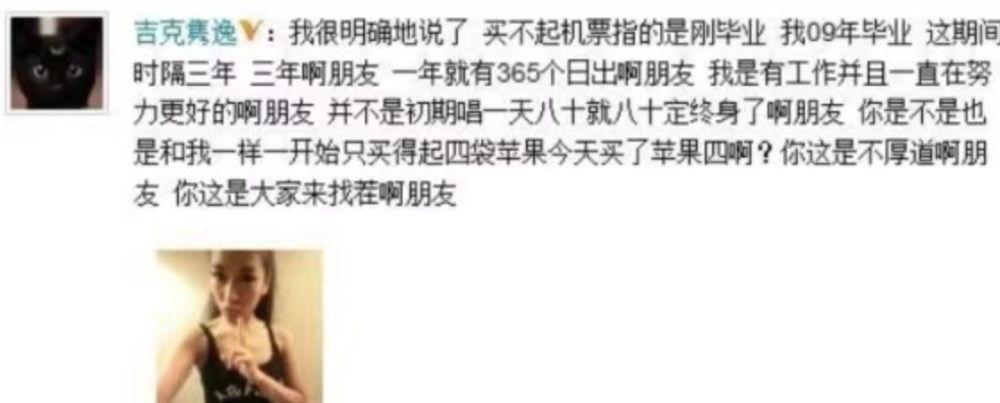 吉克隽逸V：我很明确地说了 买不起机票指的是刚毕业 我09年毕业 这期间
时隔三年 三年啊朋友 一年就有365个日出啊朋友 我是有工作并且一直在努
力更好的啊朋友 并不是初期唱一天八十就八十定终身了啊朋友 你是不是也
是和我一样一开始只买得起四袋苹果今天买了苹果四啊？你这是不厚道啊朋
友 你这是大家来找茬啊朋友